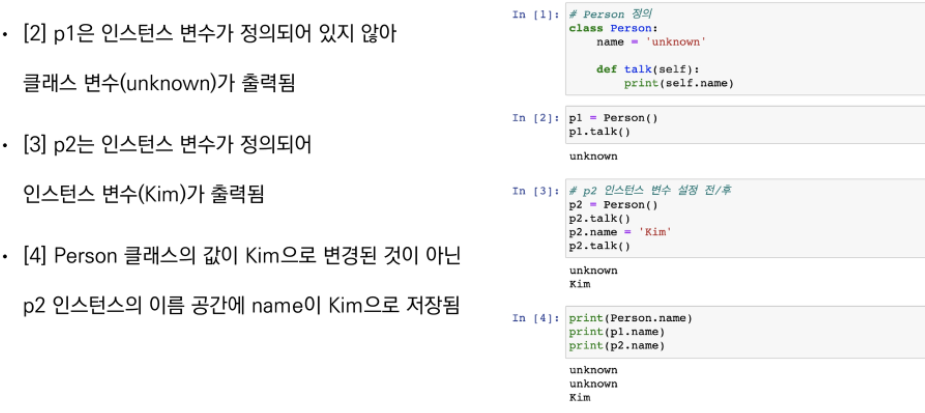 • [2] p1은 인스턴스 변수가 정의되어 있지 않아
클래스 변수(unknown)가 출력됨
• [3] p2는 인스턴스 변수가 정의되어
인스턴스 변수(Kim)가 출력됨
• [4] Person 클래스의 값이 Kim으로 변경된 것이 아닌
p2 인스턴스의 이름 공간에 name이 Kim으로 저장됨
In [1]: # Person 정의
class Person:
    name = 'unknown'

    def talk(self):
        print(self.name)
In [2]: p1 = Person()
p1.talk()
unknown
In [3]: # p2 인스턴스 변수 설정 전/후
p2 = Person()
p2.talk()
p2.name = 'Kim'
p2.talk()
unknown
Kim
In [4]: print(Person.name)
print(p1.name)
print(p2.name)
unknown
unknown
Kim